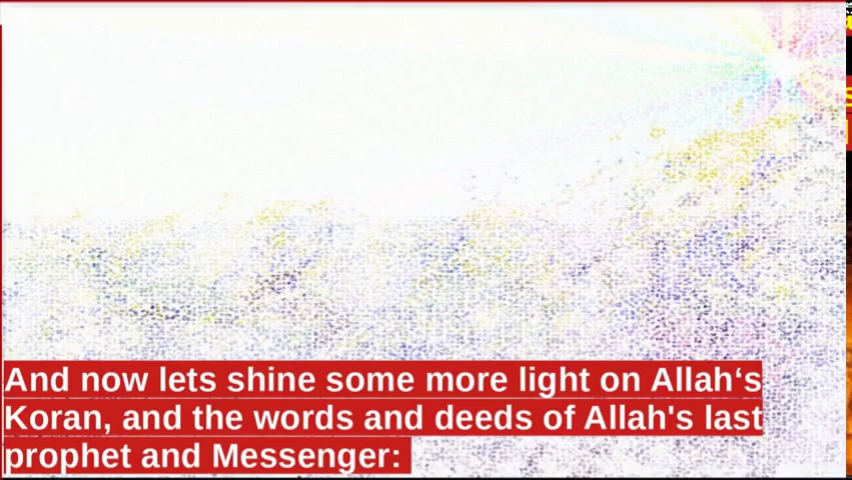 And now lets shine some more light on Allah‘s
Koran, and the words and deeds of Allah's last
prophet and Messenger: